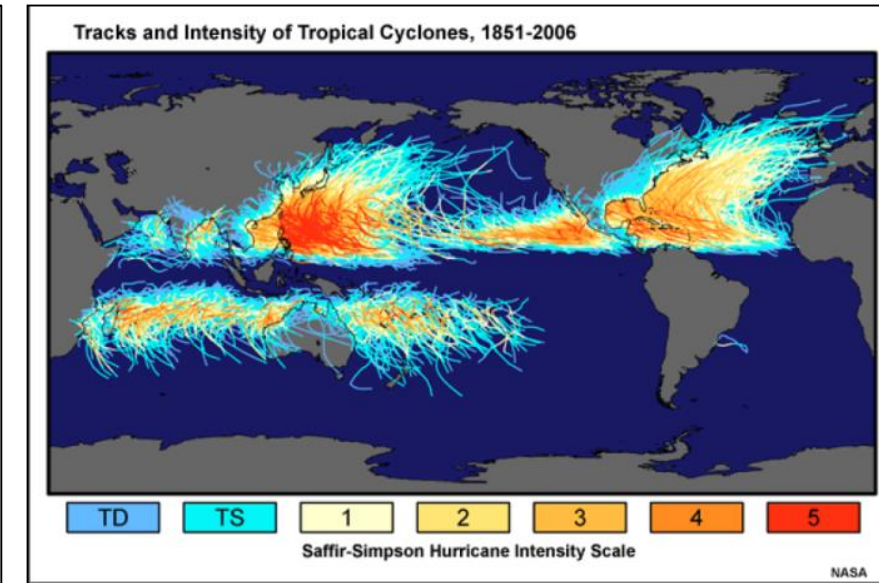 Tracks and Intensity of Tropical Cyclones, 1851-2006
TD TS 1 2 3 4 5
Saffir-Simpson Hurricane Intensity Scale
NASA